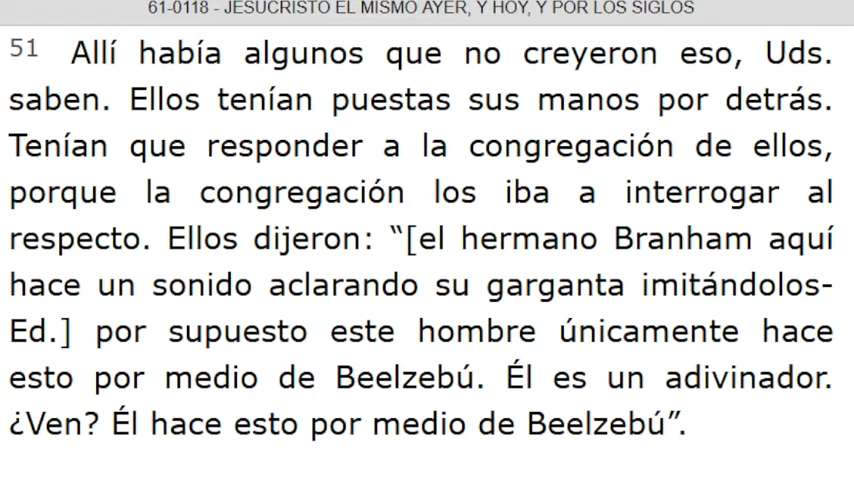 61-0118 - JESUCRISTO EL MISMO AYER, Y HOY, Y POR LOS SIGLOS
51 Allí había algunos que no creyeron eso, Uds.
saben. Ellos tenían puestas sus manos por detrás.
Tenían que responder a la congregación de ellos,
porque la congregación los iba a interrogar al
respecto. Ellos dijeron: “[el hermano Branham aquí
hace un sonido aclarando su garganta imitándolos-
Ed.] por supuesto este hombre únicamente hace
esto por medio de Beelzebú. Él es un adivinador.
¿Ven? Él hace esto por medio de Beelzebú”.